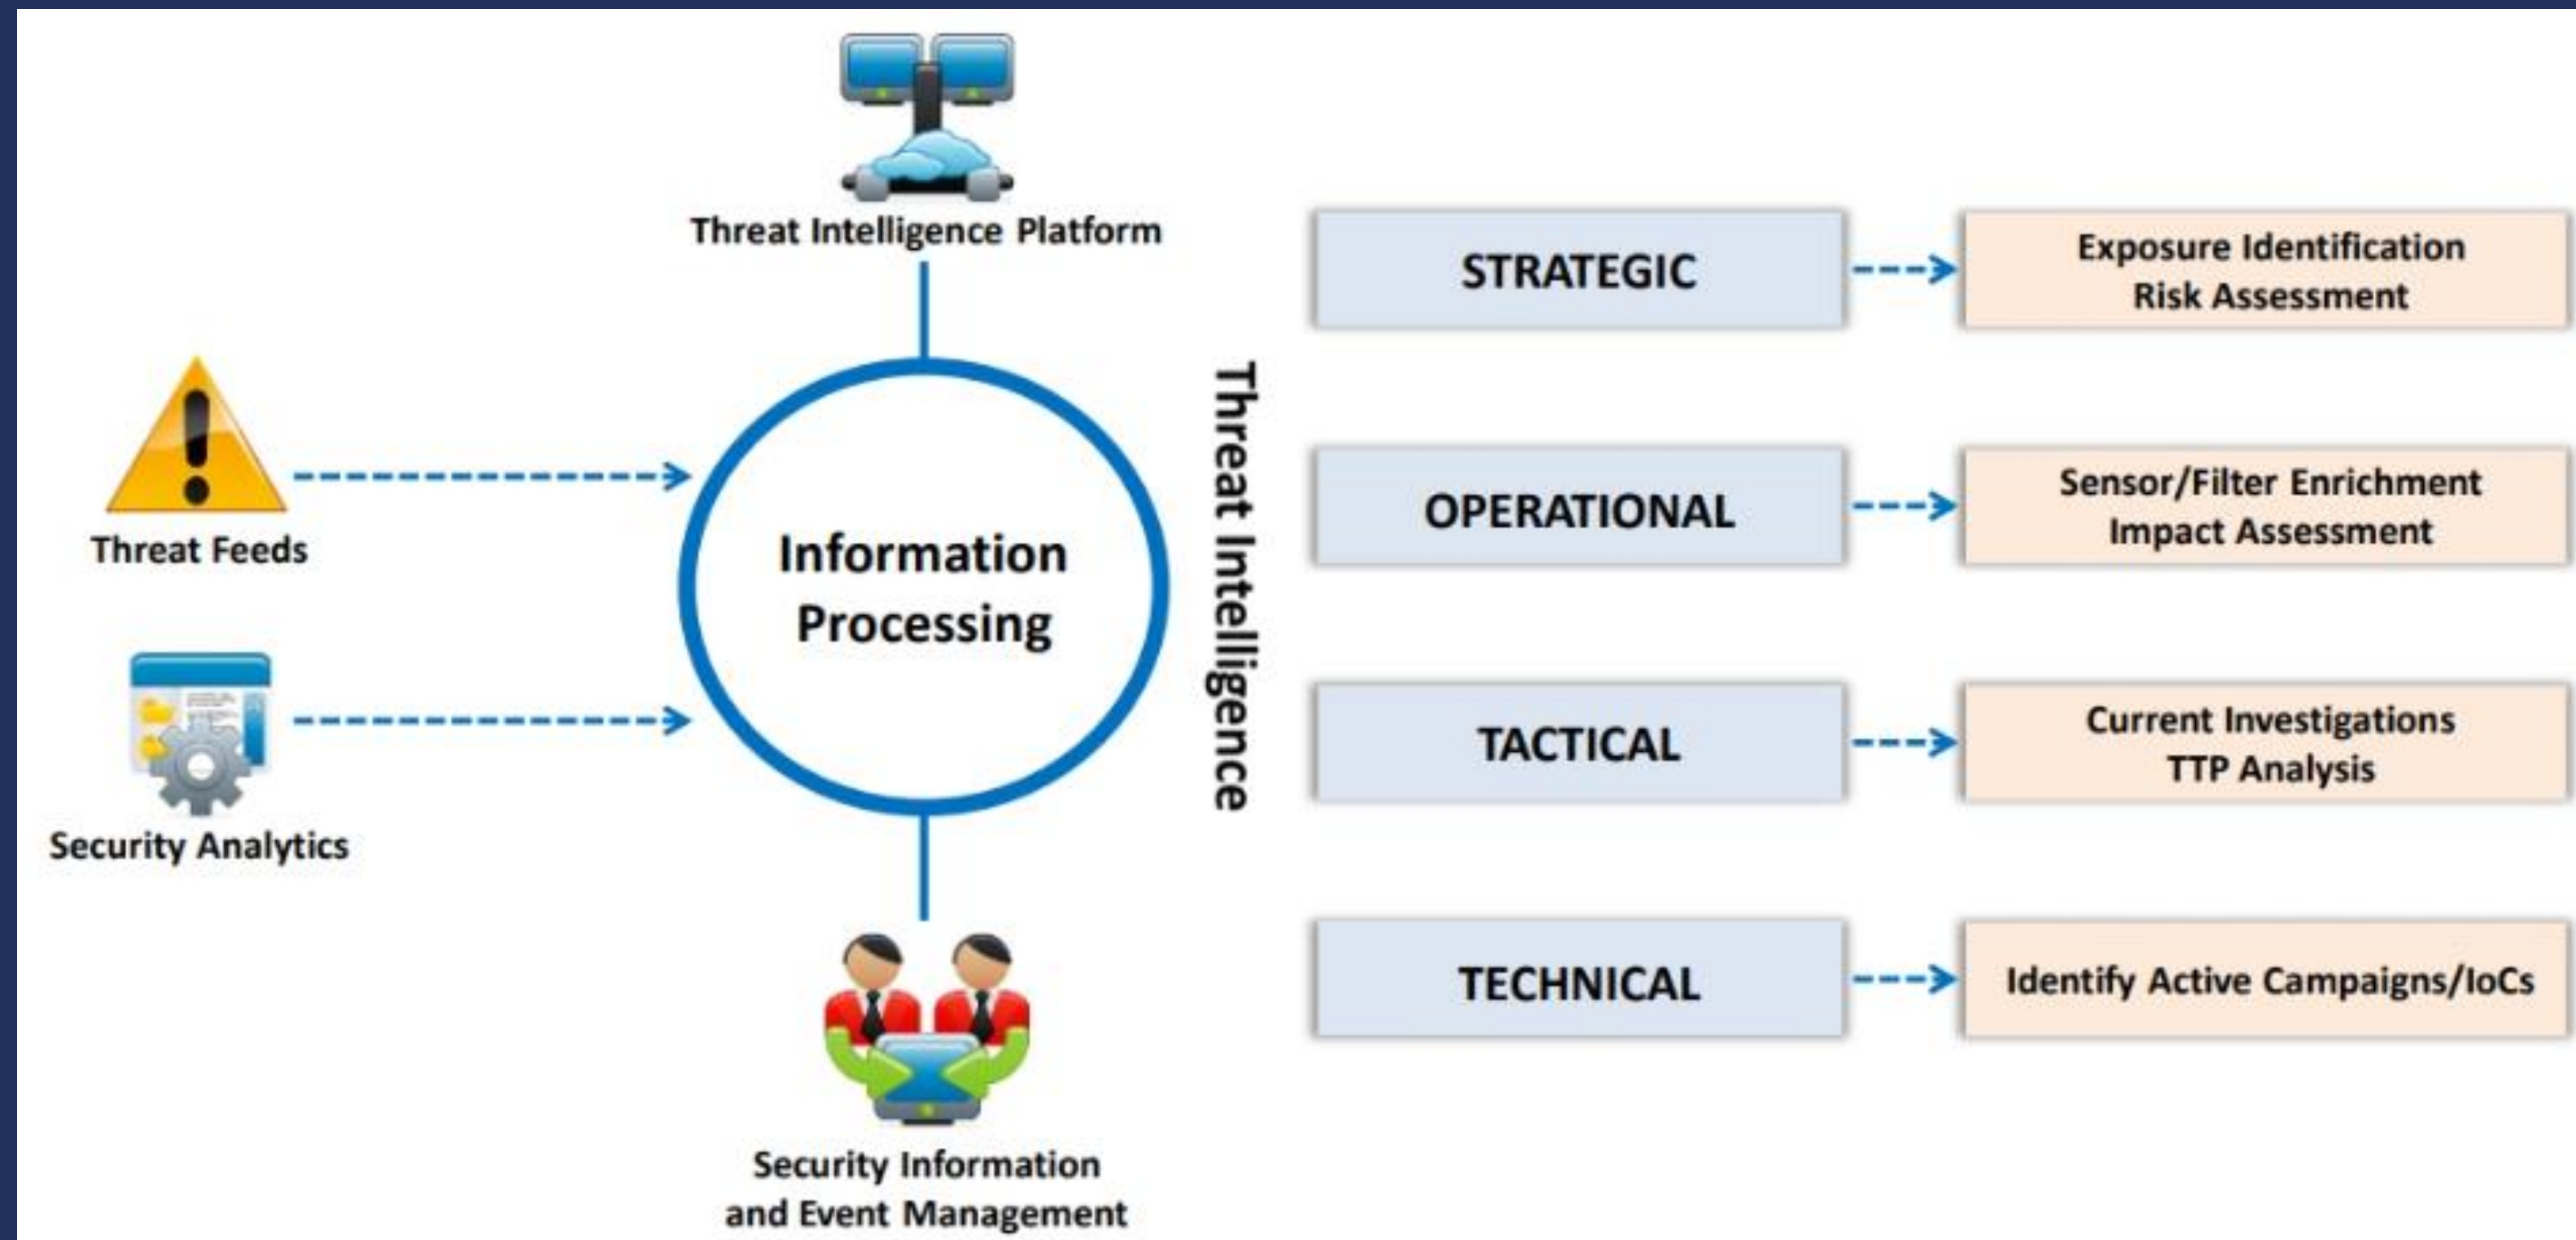 Threat Intelligence Platform
Threat Feeds
Security Analytics
Information
Processing
Security Information
and Event Management
Threat Intelligence
STRATEGIC
Exposure Identification
Risk Assessment
OPERATIONAL
Sensor/Filter Enrichment
Impact Assessment
TACTICAL
Current Investigations
TTP Analysis
TECHNICAL
Identify Active Campaigns/IoCs